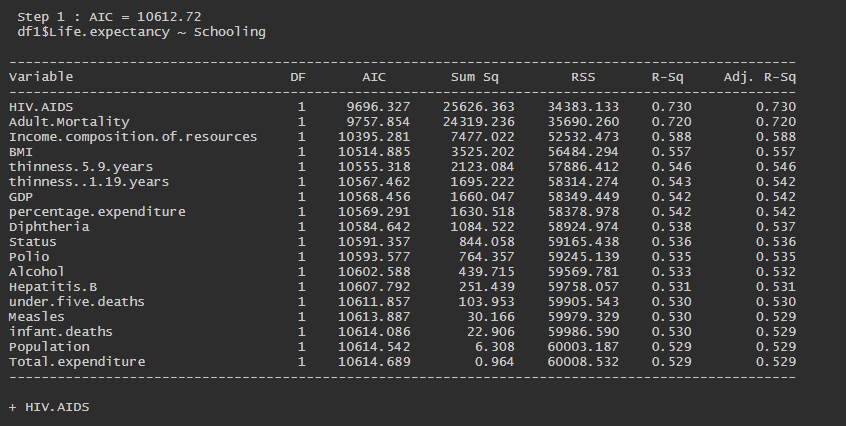 Step 1 : AIC = 10612.72
df1$Life.expectancy ~ Schooling
--------------------------------------------------------------------------------------------------
Variable DF AIC Sum Sq RSS R-Sq Adj. R-Sq
--------------------------------------------------------------------------------------------------
HIV.AIDS 1 9696.327 25626.363 34383.133 0.730 0.730
Adult.Mortality 1 9757.854 24319.236 35690.260 0.720 0.720
Income.composition.of.resources 1 10395.281 7477.022 52532.473 0.588 0.588
BMI 1 10514.885 3525.202 56484.294 0.557 0.557
thinness.5.9.years 1 10555.318 2123.084 57886.412 0.546 0.546
thinness..1.19.years 1 10567.462 1695.222 58314.274 0.543 0.542
GDP 1 10568.456 1660.047 58349.449 0.542 0.542
percentage.expenditure 1 10569.291 1630.518 58378.978 0.542 0.542
Diphtheria 1 10584.642 1084.522 58924.974 0.538 0.537
Status 1 10591.357 844.058 59165.438 0.536 0.536
Polio 1 10593.577 764.357 59245.139 0.535 0.535
Alcohol 1 10602.588 439.715 59569.781 0.533 0.532
Hepatitis.B 1 10607.792 251.439 59758.057 0.531 0.531
under.five.deaths 1 10611.857 103.953 59905.543 0.530 0.530
Measles 1 10613.887 30.166 59979.329 0.530 0.529
infant.deaths 1 10614.086 22.906 59986.590 0.530 0.529
Population 1 10614.542 6.308 60003.187 0.529 0.529
Total.expenditure 1 10614.689 0.964 60008.532 0.529 0.529
--------------------------------------------------------------------------------------------------
+ HIV.AIDS